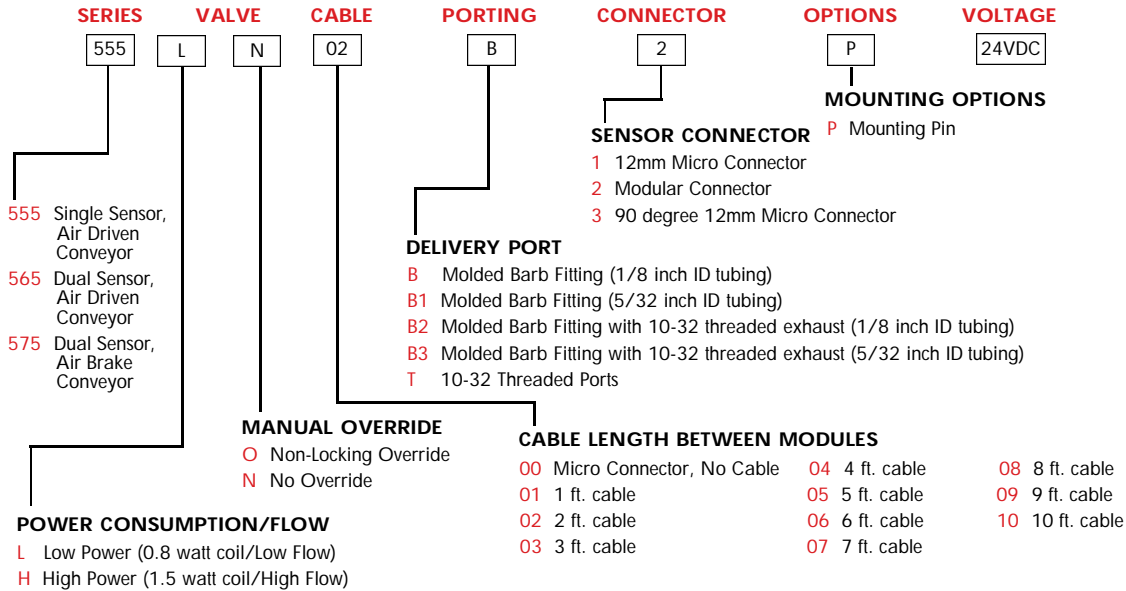 SERIES VALVE CABLE PORTING CONNECTOR OPTIONS VOLTAGE
555 L N 02 B 2 P 24VDC
MOUNTING OPTIONS
P Mounting Pin
SENSOR CONNECTOR
1 12mm Micro Connector
2 Modular Connector
3 90 degree 12mm Micro Connector
555 Single Sensor,
Air Driven
Conveyor
565 Dual Sensor,
Air Driven
Conveyor
575 Dual Sensor,
Air Brake
Conveyor
DELIVERY PORT
B Molded Barb Fitting (1/8 inch ID tubing)
B1 Molded Barb Fitting (5/32 inch ID tubing)
B2 Molded Barb Fitting with 10-32 threaded exhaust (1/8 inch ID tubing)
B3 Molded Barb Fitting with 10-32 threaded exhaust (5/32 inch ID tubing)
T 10-32 Threaded Ports
MANUAL OVERRIDE
O Non-Locking Override
N No Override
CABLE LENGTH BETWEEN MODULES
00 Micro Connector, No Cable 04 4 ft. cable 08 8 ft. cable
01 1 ft. cable 05 5 ft. cable 09 9 ft. cable
02 2 ft. cable 06 6 ft. cable 10 10 ft. cable
03 3 ft. cable 07 7 ft. cable
POWER CONSUMPTION/FLOW
L Low Power (0.8 watt coil/Low Flow)
H High Power (1.5 watt coil/High Flow)